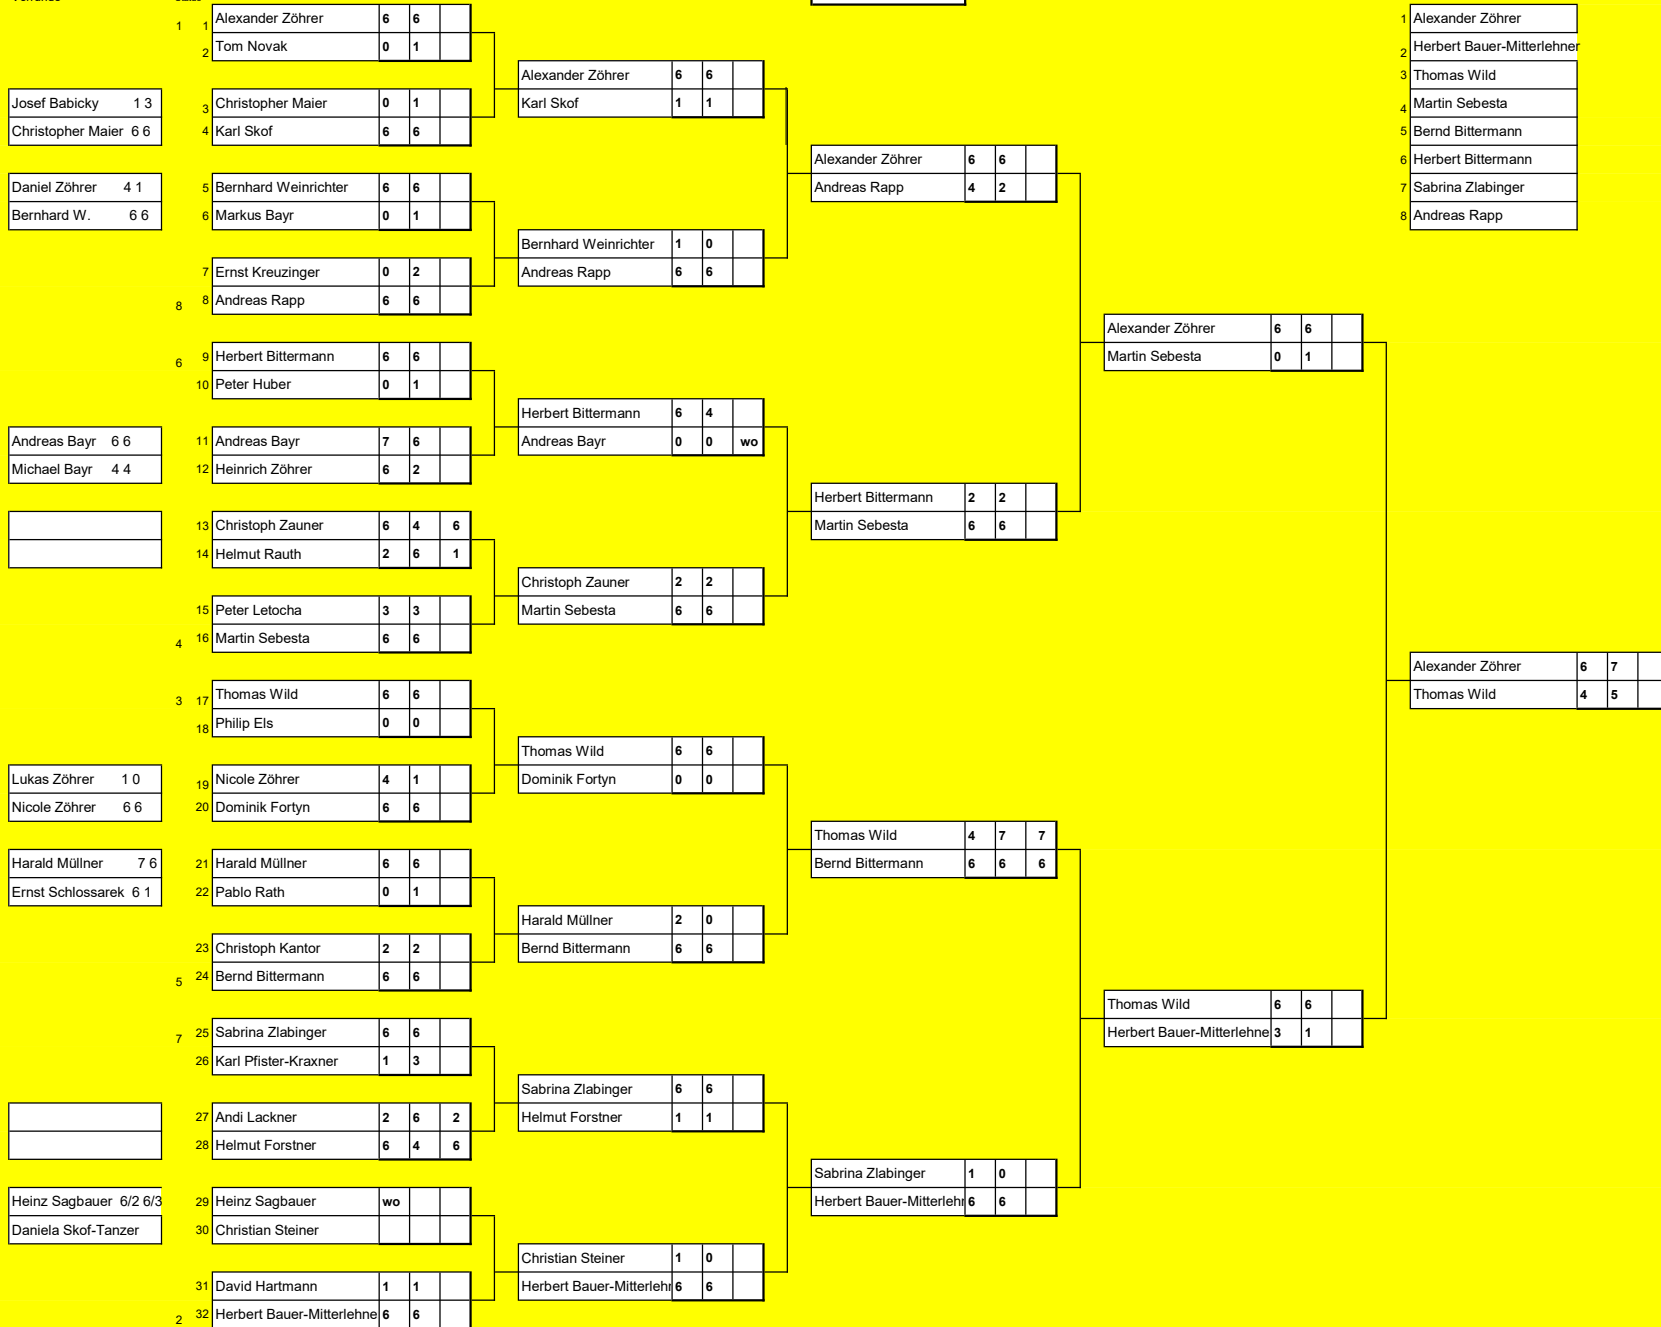 1 1 Alexander Zöhrer 6 6
2 Tom Novak 0 1
Alexander Zöhrer 6 6
Karl Skof 1 1
Josef Babicky 1 3
Christopher Maier 6 6
3 Christopher Maier 0 1
4 Karl Skof 6 6
Alexander Zöhrer 6 6
Andreas Rapp 4 2
Daniel Zöhrer 4 1
Bernhard W. 6 6
5 Bernhard Weinrichter 6 6
6 Markus Bayr 0 1
Bernhard Weinrichter 1 0
Andreas Rapp 6 6
7 Ernst Kreuzinger 0 2
8 8 Andreas Rapp 6 6
Alexander Zöhrer 6 6
Martin Sebesta 0 1
6 9 Herbert Bittermann 6 6
10 Peter Huber 0 1
Herbert Bittermann 6 4
Andreas Bayr 0 0 wo
Andreas Bayr 6 6
Michael Bayr 4 4
11 Andreas Bayr 7 6
12 Heinrich Zöhrer 6 2
Herbert Bittermann 2 2
Martin Sebesta 6 6
13 Christoph Zauner 6 4 6
14 Helmut Rauth 2 6 1
Christoph Zauner 2 2
Martin Sebesta 6 6
15 Peter Letocha 3 3
4 16 Martin Sebesta 6 6
Alexander Zöhrer 6 7
Thomas Wild 4 5
3 17 Thomas Wild 6 6
18 Philip Els 0 0
Thomas Wild 6 6
Dominik Fortyn 0 0
Lukas Zöhrer 1 0
Nicole Zöhrer 6 6
19 Nicole Zöhrer 4 1
20 Dominik Fortyn 6 6
Thomas Wild 4 7 7
Bernd Bittermann 6 6 6
Harald Müllner 7 6
Ernst Schlossarek 6 1
21 Harald Müllner 6 6
22 Pablo Rath 0 1
Harald Müllner 2 0
Bernd Bittermann 6 6
23 Christoph Kantor 2 2
5 24 Bernd Bittermann 6 6
Thomas Wild 6 6
Herbert Bauer-Mitterlehne 3 1
7 25 Sabrina Zlabinger 6 6
26 Karl Pfister-Kraxner 1 3
Sabrina Zlabinger 6 6
Helmut Forstner 1 1
27 Andi Lackner 2 6 2
28 Helmut Forstner 6 4 6
Sabrina Zlabinger 1 0
Herbert Bauer-Mitterlehr 6 6
Heinz Sagbauer 6/2 6/3
Daniela Skof-Tanzer
29 Heinz Sagbauer wo
30 Christian Steiner
Christian Steiner 1 0
Herbert Bauer-Mitterlehr 6 6
31 David Hartmann 1 1
2 32 Herbert Bauer-Mitterlehne 6 6
1 Alexander Zöhrer
2 Herbert Bauer-Mitterlehner
3 Thomas Wild
4 Martin Sebesta
5 Bernd Bittermann
6 Herbert Bittermann
7 Sabrina Zlabinger
8 Andreas Rapp